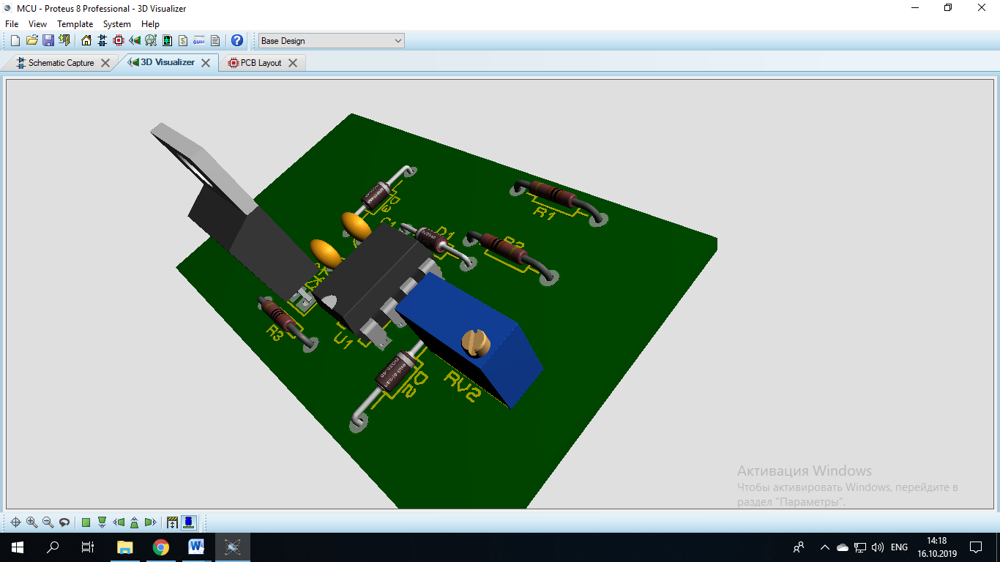 MCU - Proteus 8 Professional - 3D Visualizer
File View Template System Help
Base Design
Schematic Capture
3D Visualizer
PCB Layout
R1
D1
R2
C1
R3
U1
D2
RV2
Активация Windows
Чтобы активировать Windows, перейдите в
раздел "Параметры".
ENG
14:18
16.10.2019